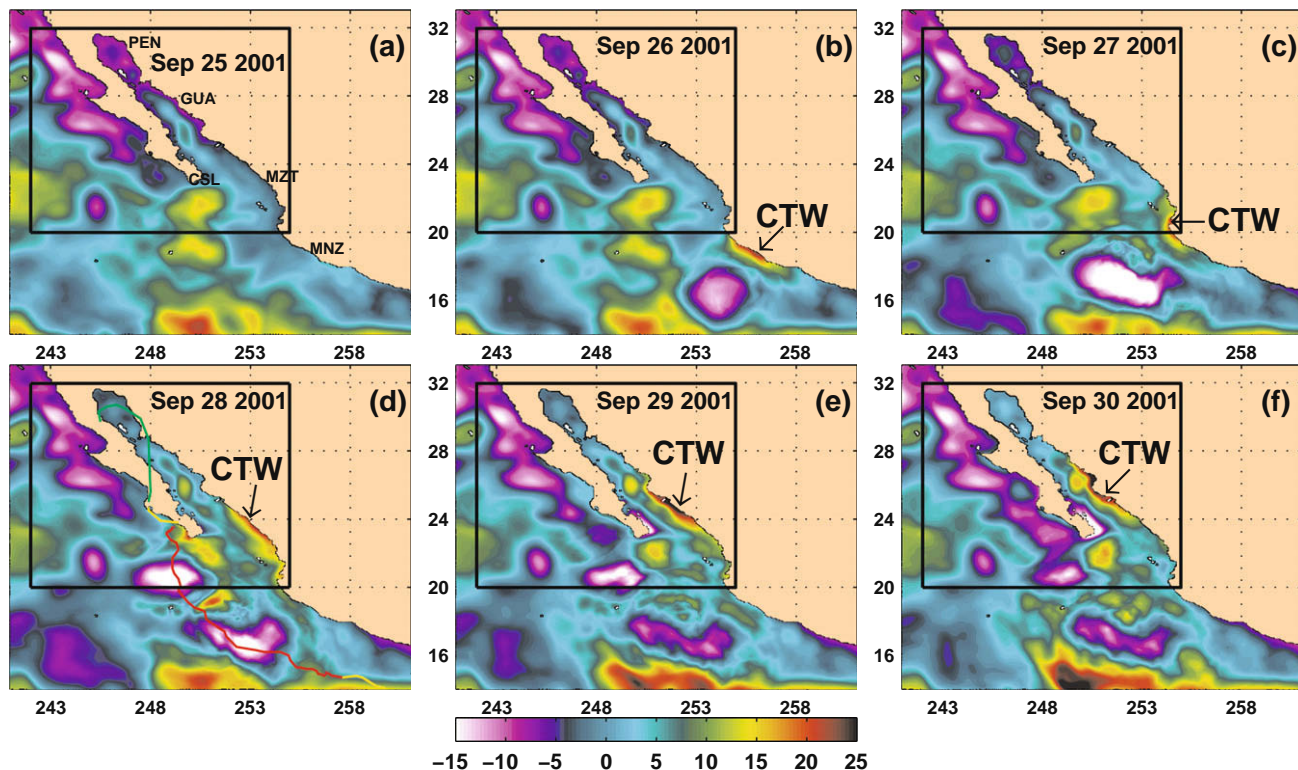 32
28
24
20
16
PEN
Sep 25 2001
(a)
GUA
CSL
MZT
MNZ
243 248 253 258
32
28
24
20
16
Sep 26 2001
(b)
CTW
243 248 253 258
32
28
24
20
16
Sep 27 2001
(c)
CTW
243 248 253 258
32
28
24
20
16
Sep 28 2001
(d)
CTW
243 248 253 258
32
28
24
20
16
Sep 29 2001
(e)
CTW
243 248 253 258
32
28
24
20
16
Sep 30 2001
(f)
CTW
243 248 253 258
−15 −10 −5 0 5 10 15 20 25